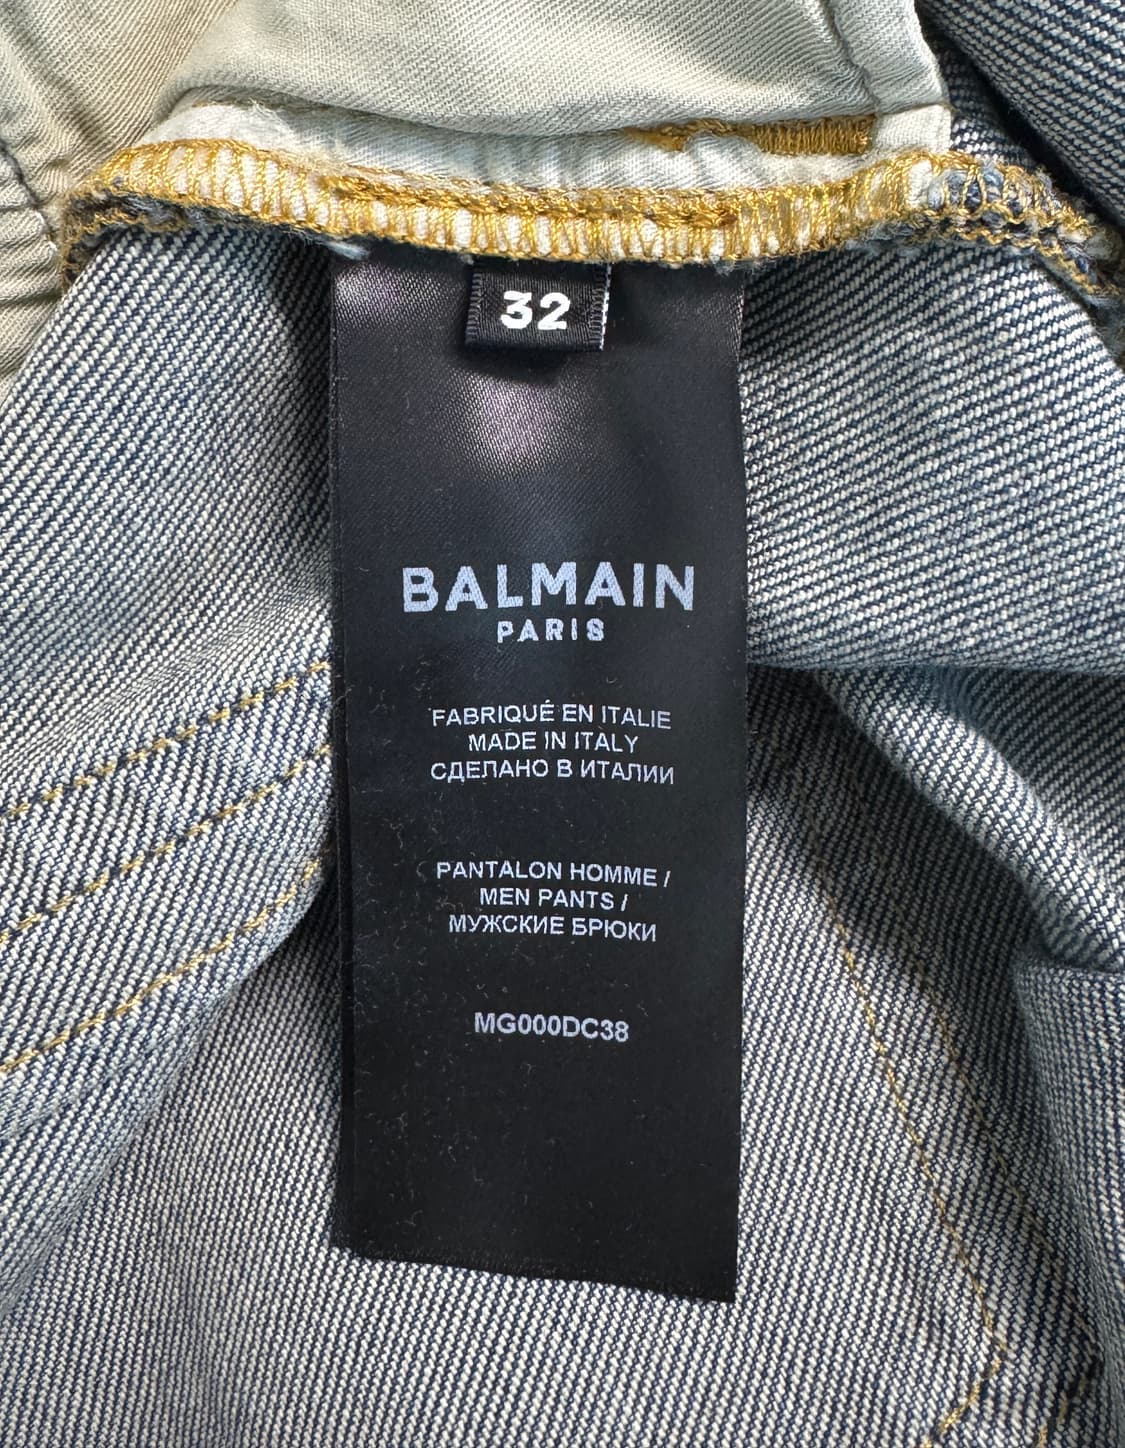 32
BALMAIN
PARIS
FABRIQUÉ EN ITALIE
MADE IN ITALY
СДЕЛАНО В ИТАЛИИ
PANTALON HOMME /
MEN PANTS /
МУЖСКИЕ БРЮКИ
MG000DC38